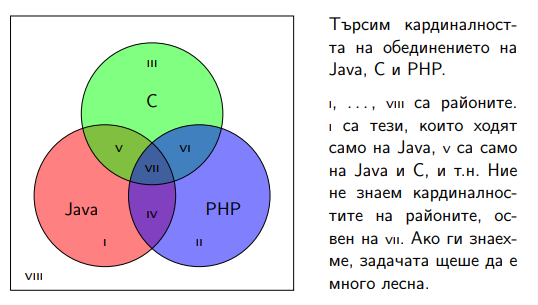 III
C
V
VI
VII
Java
PHP
IV
I
II
VIII
Търсим кардиналност-
та на обединението на
Java, C и PHP.
I, ..., VIII са районите.
I са тези, които ходят
само на Java, V са само
на Java и C, и т.н. Ние
не знаем кардинално-
стите на районите, ос-
вен на VII. Ако ги знаех-
ме, задачата щеше да е
много лесна.